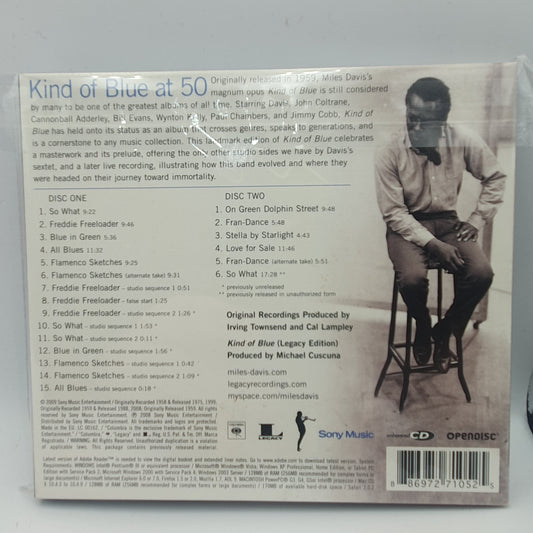 Kind of Blue at 50 Originally released in 1959, Miles Davis's
magnum opus Kind of Blue is still considered
by many to be one of the greatest albums of all time. Starring Davis, John Coltrane,
Cannonball Adderley, Bill Evans, Wynton Kelly, Paul Chambers, and Jimmy Cobb, Kind of
Blue has held onto its status as an album that crosses genres, speaks to generations, and
is a cornerstone to any music collection. This landmark edition of Kind of Blue celebrates
a masterwork and its prelude, offering the only other studio sides we have by Davis's
sextet, and a later live recording, illustrating how this band evolved and where they
were headed on their journey toward immortality.
DISC ONE
1. So What 9:22
2. Freddie Freeloader 9:46
3. Blue in Green 5:36
4. All Blues 11:32
5. Flamenco Sketches 9:25
6. Flamenco Sketches (alternate take) 9:31
7. Freddie Freeloader - studio sequence 1 0:51 *
8. Freddie Freeloader - false start 1:25
9. Freddie Freeloader - studio sequence 2 1:26 *
10. So What - studio sequence 1 1:53 *
11. So What - studio sequence 2 0:11 *
12. Blue in Green - studio sequence 1:56 *
13. Flamenco Sketches - studio sequence 1 0:42 *
14. Flamenco Sketches - studio sequence 2 1:09 *
15. All Blues - studio sequence 0:18 *
DISC TWO
1. On Green Dolphin Street 9:48
2. Fran-Dance 5:48
3. Stella by Starlight 4:43
4. Love for Sale 11:46
5. Fran-Dance (alternate take) 5:51
6. So What 17:28 **
* previously unreleased
** previously unreleased in unauthorized form
Original Recordings Produced by
Irving Townsend and Cal Lampley
Kind of Blue (Legacy Edition)
Produced by Michael Cuscuna
miles-davis.com
legacyrecordings.com
myspace.com/milesdavis
COLUMBIA
LEGACY
Sony Music
enhanced CD
OPENDISC
8 86972 71052 5